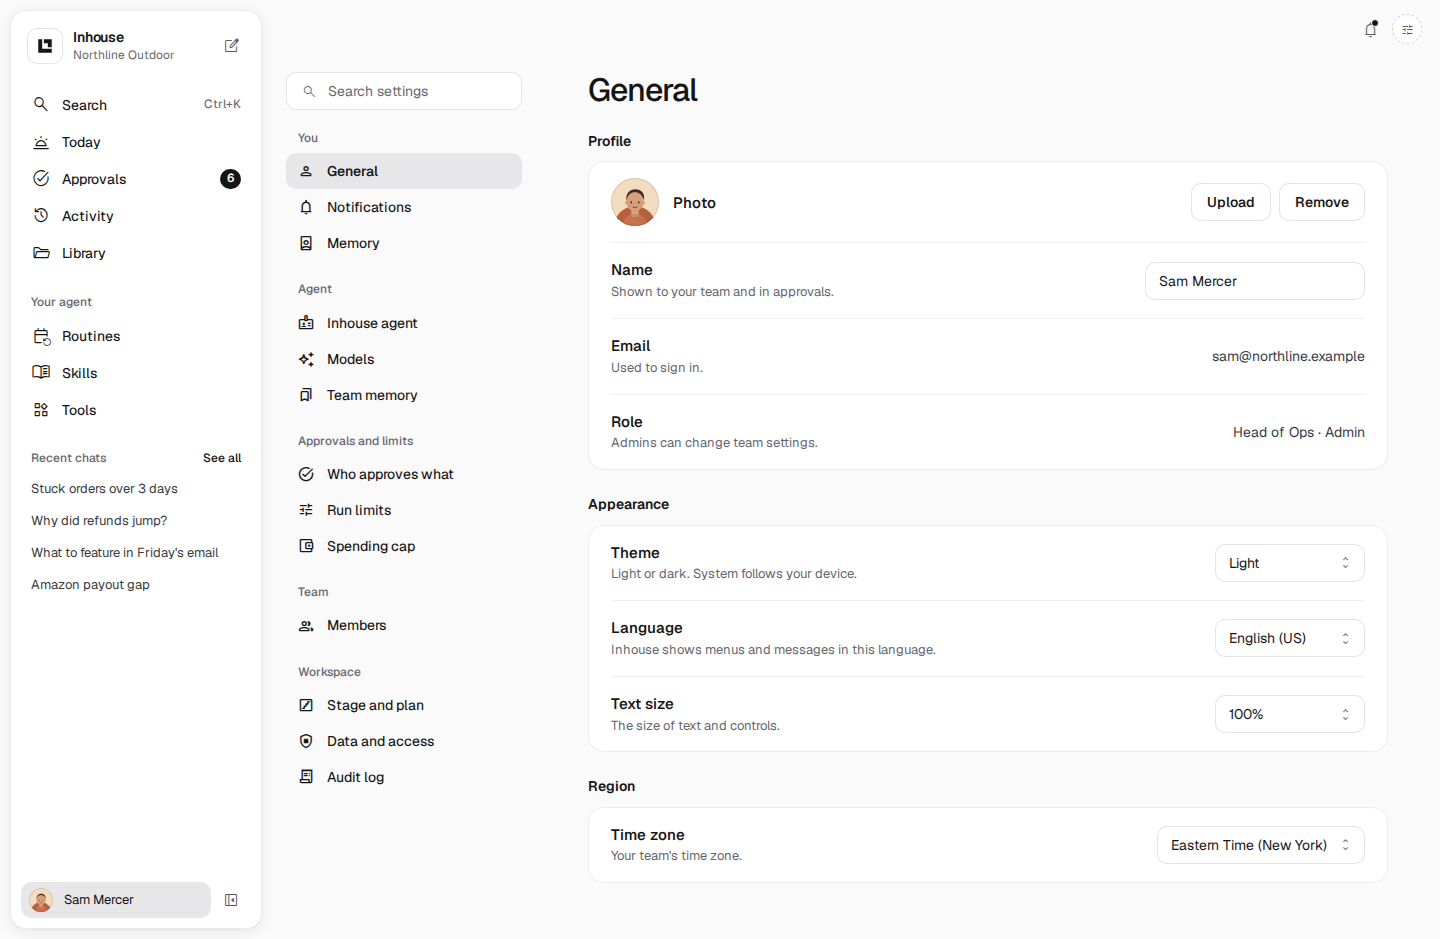 Inhouse
Northline Outdoor
Search Ctrl+K
Today
Approvals 6
Activity
Library
Your agent
Routines
Skills
Tools
Recent chats See all
Stuck orders over 3 days
Why did refunds jump?
What to feature in Friday's email
Amazon payout gap
Sam Mercer
Search settings
You
General
Notifications
Memory
Agent
Inhouse agent
Models
Team memory
Approvals and limits
Who approves what
Run limits
Spending cap
Team
Members
Workspace
Stage and plan
Data and access
Audit log
General
Profile
Photo Upload Remove
Name
Shown to your team and in approvals.
Sam Mercer
Email
Used to sign in.
sam@northline.example
Role
Admins can change team settings.
Head of Ops · Admin
Appearance
Theme
Light or dark. System follows your device.
Light
Language
Inhouse shows menus and messages in this language.
English (US)
Text size
The size of text and controls.
100%
Region
Time zone
Your team's time zone.
Eastern Time (New York)